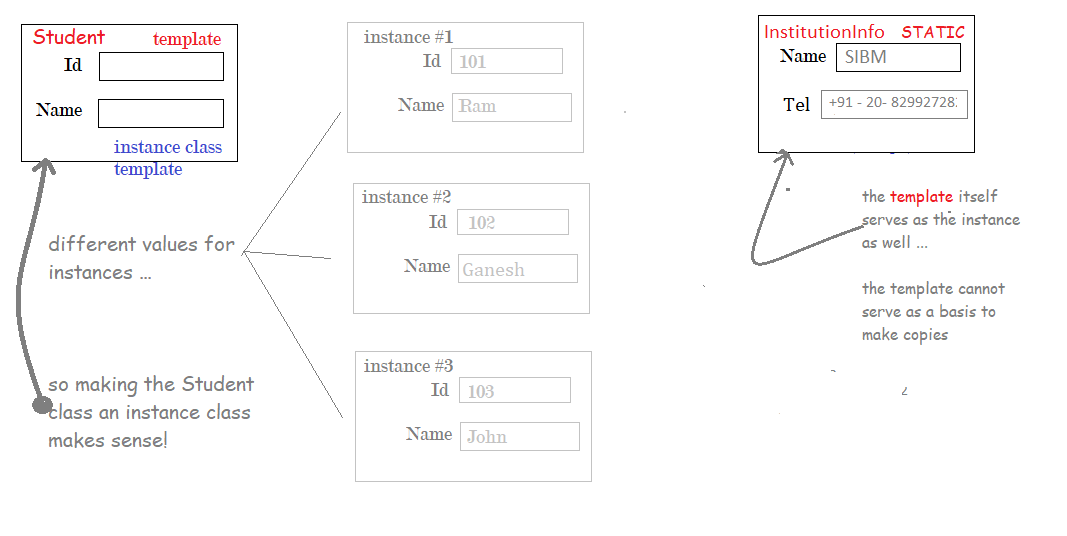 Student
template
Id
Name
instance class
template
different values for
instances ...
so making the Student
class an instance class
makes sense!
instance #1
Id 101
Name Ram
instance #2
Id 102
Name Ganesh
instance #3
Id 103
Name John
InstitutionInfo STATIC
Name SIBM
Tel +91 - 20- 8299272
the template itself
serves as the instance
as well ...
the template cannot
serve as a basis to
make copies